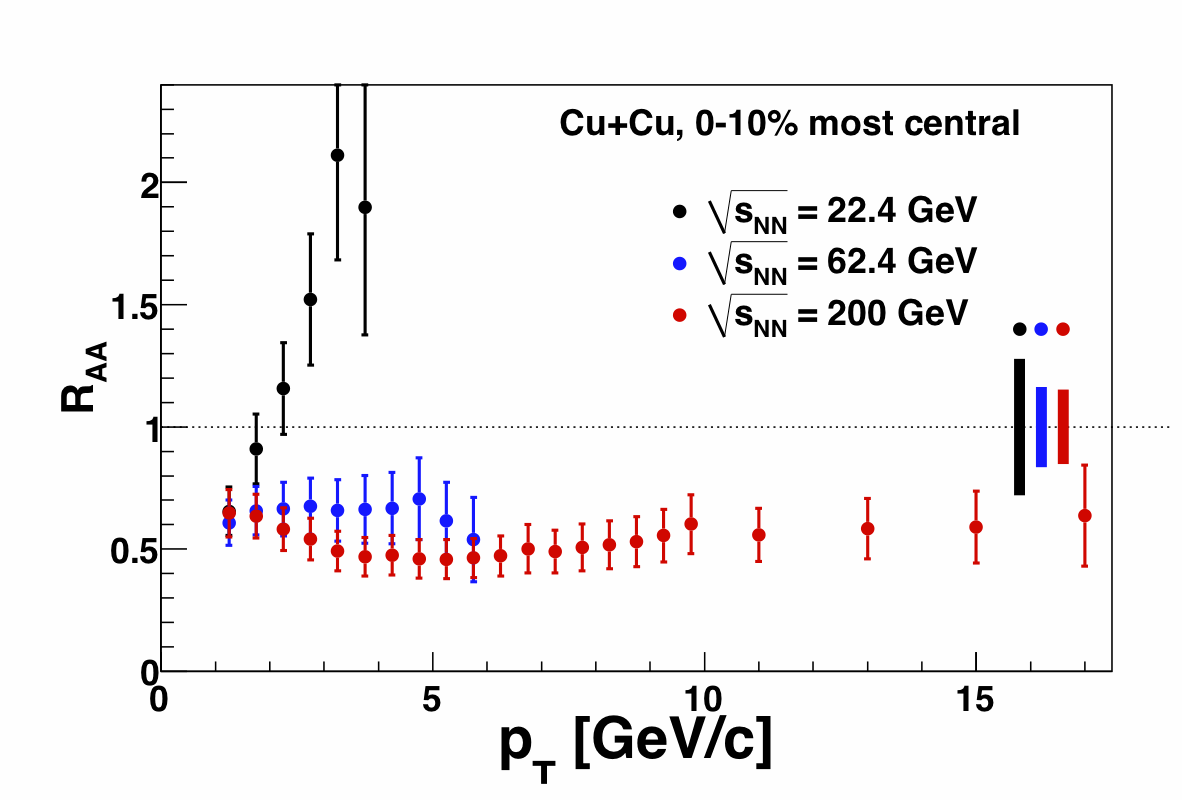 Cu+Cu, 0-10% most central
√sNN = 22.4 GeV
√sNN = 62.4 GeV
√sNN = 200 GeV
2
1.5
1
0.5
0
RAA
0 5 10 15
pT [GeV/c]